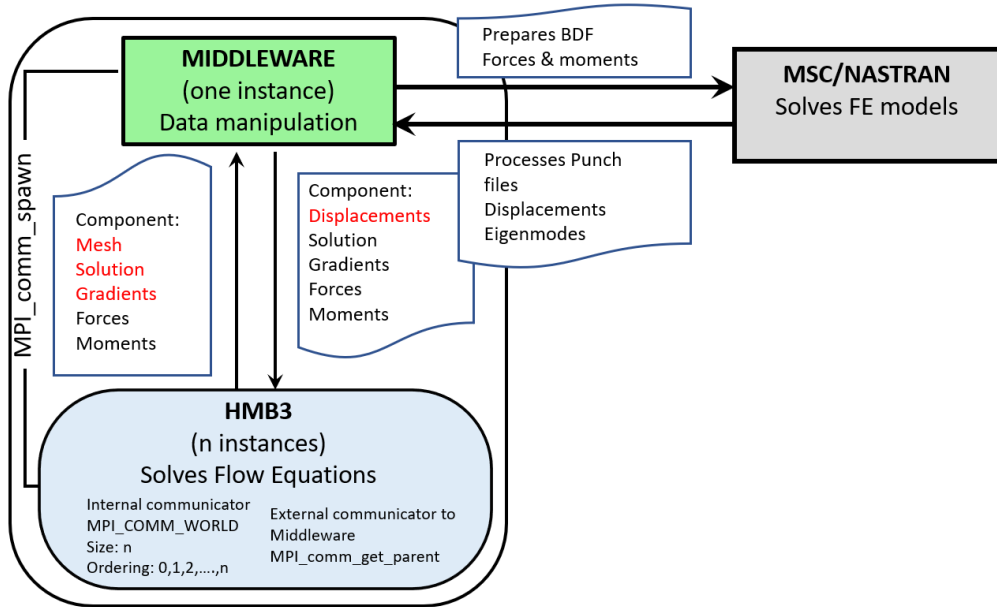 Prepares BDF
Forces & moments
MIDDLEWARE
(one instance)
Data manipulation
MSC/NASTRAN
Solves FE models
MPI_comm_spawn
Component:
Mesh
Solution
Gradients
Forces
Moments
Component:
Displacements
Solution
Gradients
Forces
Moments
Processes Punch
files
Displacements
Eigenmodes
HMB3
(n instances)
Solves Flow Equations
Internal communicator
MPI_COMM_WORLD
Size: n
Ordering: 0,1,2,….,n
External communicator to
Middleware
MPI_comm_get_parent